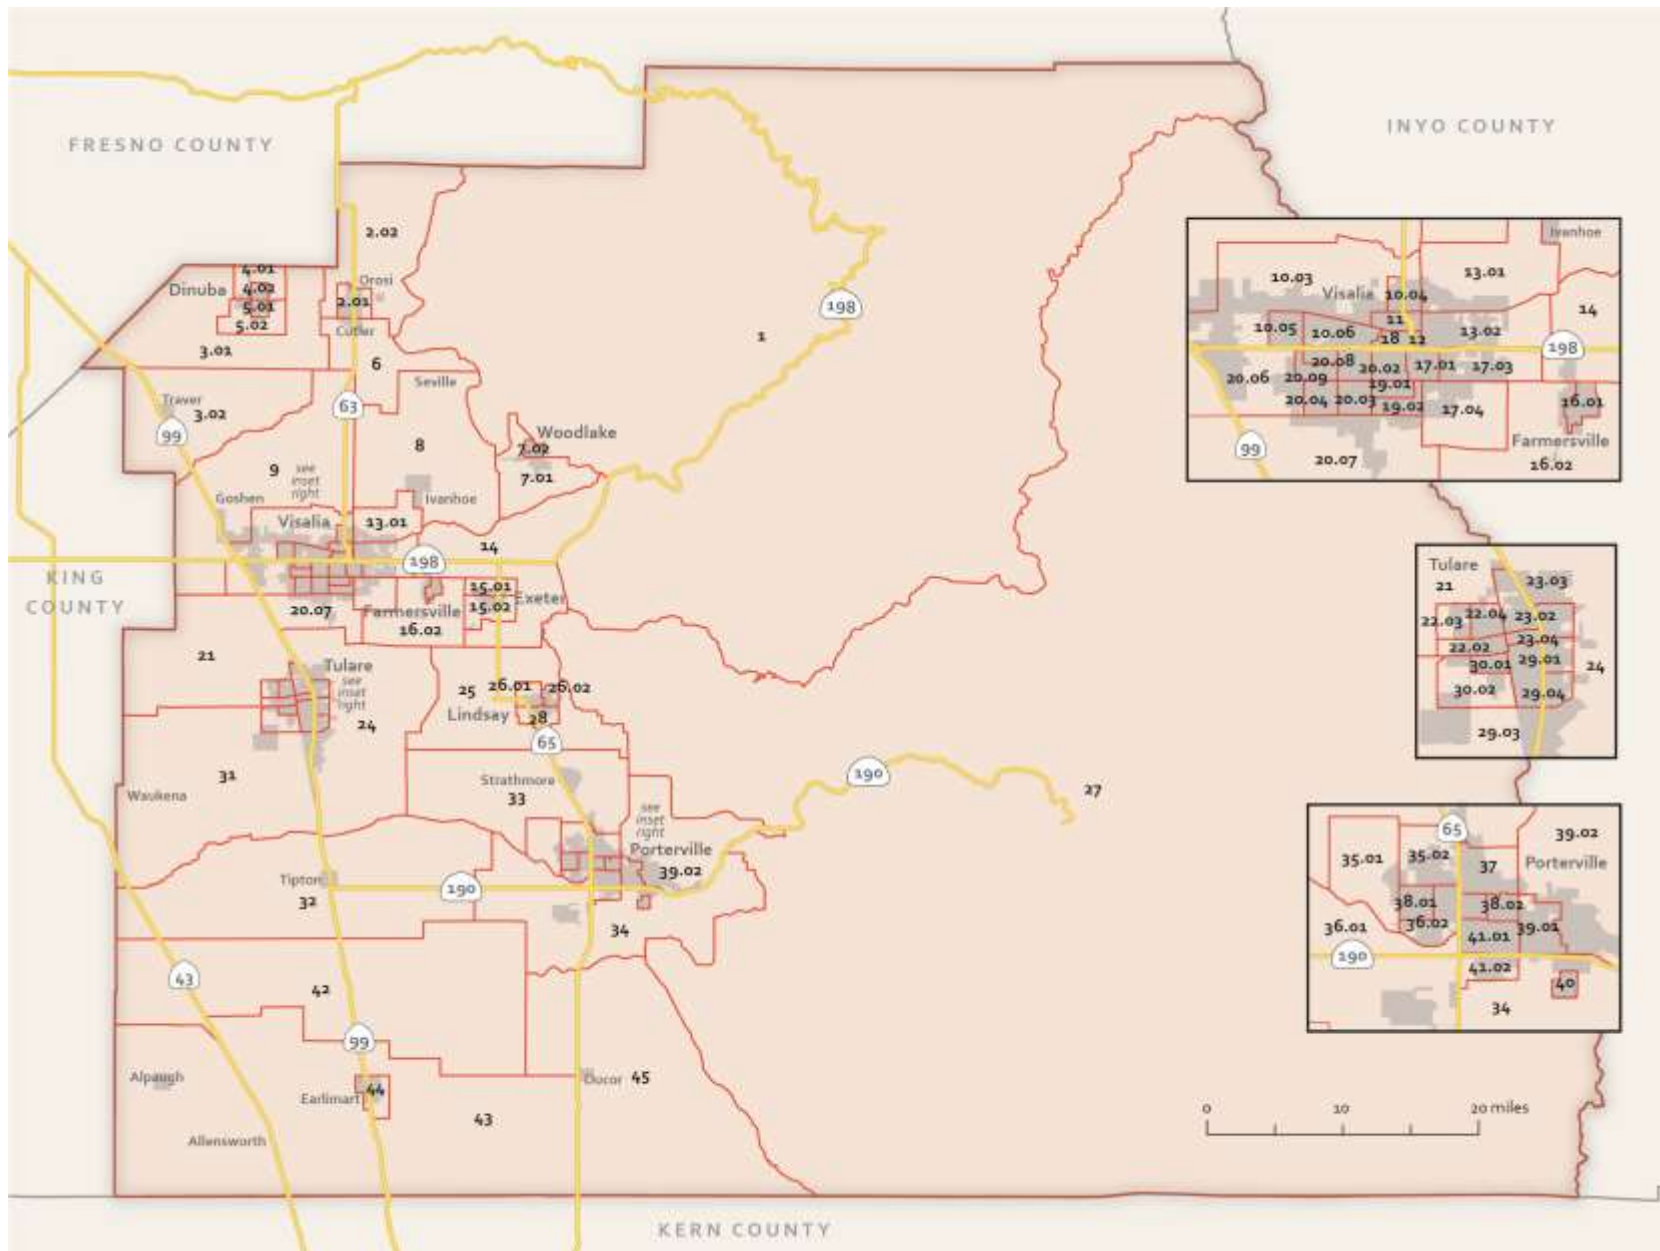 FRESNO COUNTY
INYO COUNTY
2.02
4.01
Dinuba
4.02
Orosi
5.01
2.01
5.02
Cutler
198
3.01
1
6
Seville
Traver
3.02
63
99
Woodlake
8
7.02
9
see
inset
right
7.01
Goshen
Ivanhoe
Visalia
13.01
14
198
KING
COUNTY
15.01
20.07
Farmersville
15.02
Exeter
16.02
21
Tulare
see
inset
right
25
26.01
26.02
24
Lindsay
28
65
31
Strathmore
190
27
Waukena
33
see
inset
right
Porterville
39.02
Tipton
190
32
34
43
42
99
Alpaugh
44
Ducor
45
Earlimart
43
Allensworth
KERN COUNTY
Ivanhoe
10.03
13.01
Visalia
10.04
14
11
10.05
10.06
18
12
13.02
198
20.08
20.02
17.01
17.03
20.06
20.09
19.01
20.04
20.03
19.02
17.04
16.01
99
Farmersville
20.07
16.02
Tulare
21
23.03
22.03
22.04
23.02
22.02
23.04
30.01
29.01
24
30.02
29.04
29.03
65
39.02
35.01
35.02
37
Porterville
38.01
38.02
36.01
36.02
39.01
41.01
190
41.02
40
34
0
10
20 miles